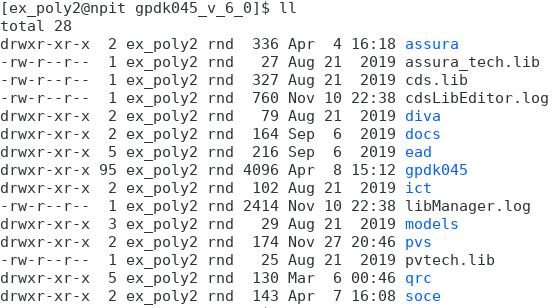 [ex_poly2@npit gpdk045_v_6_0]$ ll
total 28
drwxr-xr-x  2 ex_poly2 rnd  336 Apr  4 16:18 assura
-rw-r--r--  1 ex_poly2 rnd   27 Aug 21  2019 assura_tech.lib
-rw-r--r--  1 ex_poly2 rnd  327 Aug 21  2019 cds.lib
-rw-r--r--  1 ex_poly2 rnd  760 Nov 10 22:38 cdsLibEditor.log
drwxr-xr-x  2 ex_poly2 rnd   79 Aug 21  2019 diva
drwxr-xr-x  2 ex_poly2 rnd  164 Sep  6  2019 docs
drwxr-xr-x  5 ex_poly2 rnd  216 Sep  6  2019 ead
drwxr-xr-x 95 ex_poly2 rnd 4096 Apr  8 15:12 gpdk045
drwxr-xr-x  2 ex_poly2 rnd  102 Aug 21  2019 ict
-rw-r--r--  1 ex_poly2 rnd 2414 Nov 10 22:38 libManager.log
drwxr-xr-x  3 ex_poly2 rnd   29 Aug 21  2019 models
drwxr-xr-x  2 ex_poly2 rnd  174 Nov 27 20:46 pvs
-rw-r--r--  1 ex_poly2 rnd   25 Aug 21  2019 pvtech.lib
drwxr-xr-x  5 ex_poly2 rnd  130 Mar  6 00:46 qrc
drwxr-xr-x  2 ex_poly2 rnd  143 Apr  7 16:08 soce